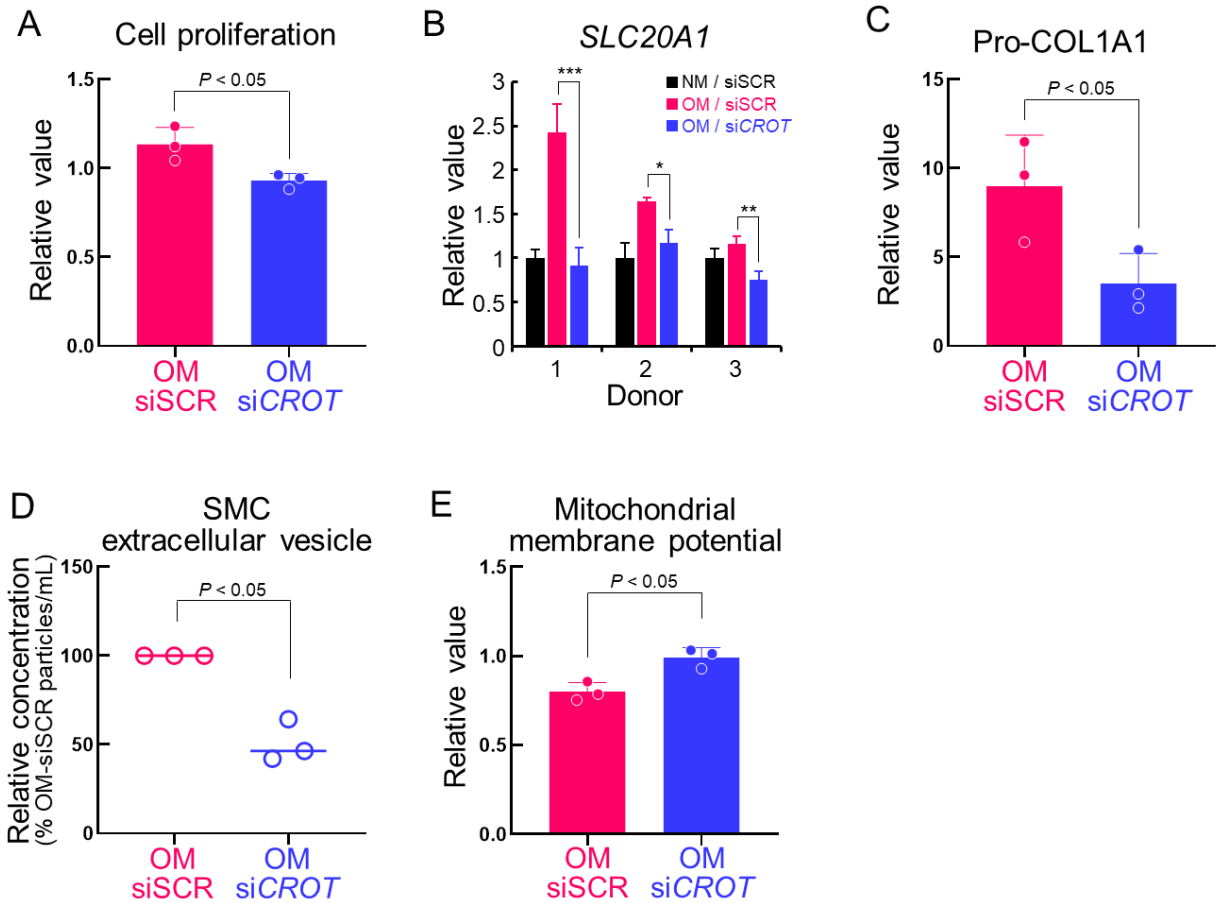 A
Cell proliferation
P < 0.05
1.5
1.0
0.5
0.0
Relative value
OM
siSCR
OM
siCROT
B
SLC20A1
NM / siSCR
OM / siSCR
OM / siCROT
***
*
**
3
2.5
2
1.5
1
0.5
0
Relative value
1
2
3
Donor
C
Pro-COL1A1
P < 0.05
15
10
5
0
Relative value
OM
siSCR
OM
siCROT
D
SMC
extracellular vesicle
P < 0.05
150
100
50
0
Relative concentration
(% OM-siSCR particles/mL)
OM
siSCR
OM
siCROT
E
Mitochondrial
membrane potential
P < 0.05
1.5
1.0
0.5
0.0
Relative value
OM
siSCR
OM
siCROT